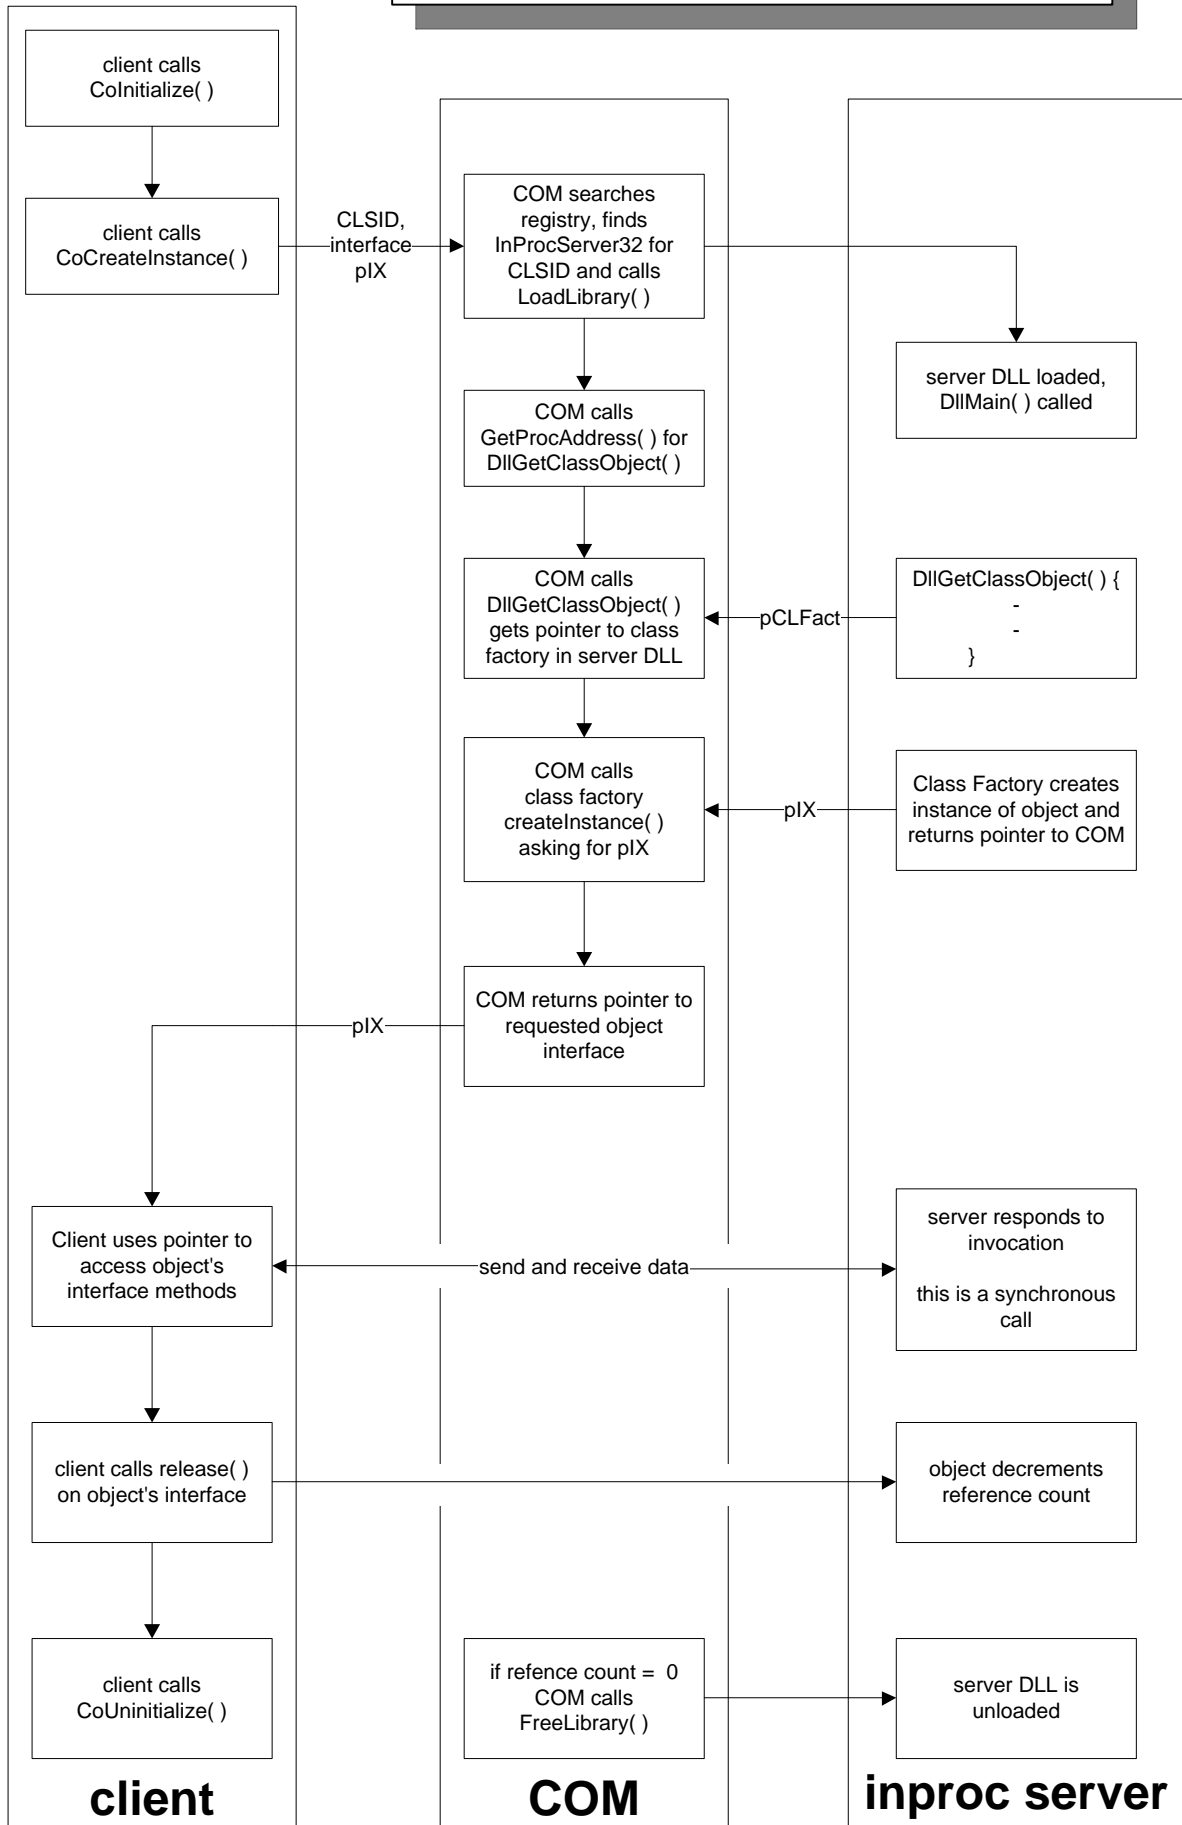 client calls
CoInitialize( )
client calls
CoCreateInstance( )
CLSID,
interface
pIX
COM searches
registry, finds
InProcServer32 for
CLSID and calls
LoadLibrary( )
server DLL loaded,
DllMain( ) called
COM calls
GetProcAddress( ) for
DllGetClassObject( )
COM calls
DllGetClassObject( )
gets pointer to class
factory in server DLL
pCLFact
DllGetClassObject( ) {
-
-
}
COM calls
class factory
createInstance( )
asking for pIX
pIX
Class Factory creates
instance of object and
returns pointer to COM
COM returns pointer to
requested object
interface
pIX
Client uses pointer to
access object's
interface methods
send and receive data
server responds to
invocation
this is a synchronous
call
client calls release( )
on object's interface
object decrements
reference count
client calls
CoUninitialize( )
if refence count = 0
COM calls
FreeLibrary( )
server DLL is
unloaded
client
COM
inproc server